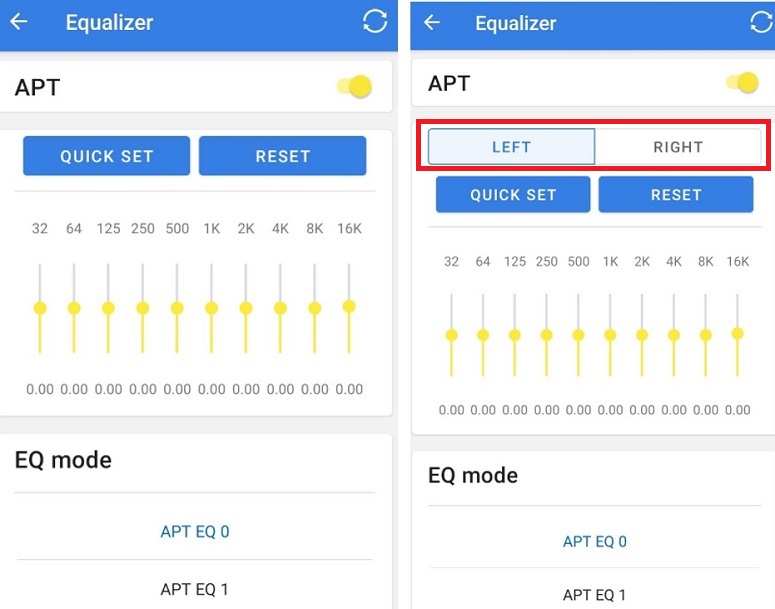 Equalizer
APT
QUICK SET RESET
32 64 125 250 500 1K 2K 4K 8K 16K
0.00 0.00 0.00 0.00 0.00 0.00 0.00 0.00 0.00 0.00
EQ mode
APT EQ 0
APT EQ 1
Equalizer
APT
LEFT RIGHT
QUICK SET RESET
32 64 125 250 500 1K 2K 4K 8K 16K
0.00 0.00 0.00 0.00 0.00 0.00 0.00 0.00 0.00 0.00
EQ mode
APT EQ 0
APT EQ 1